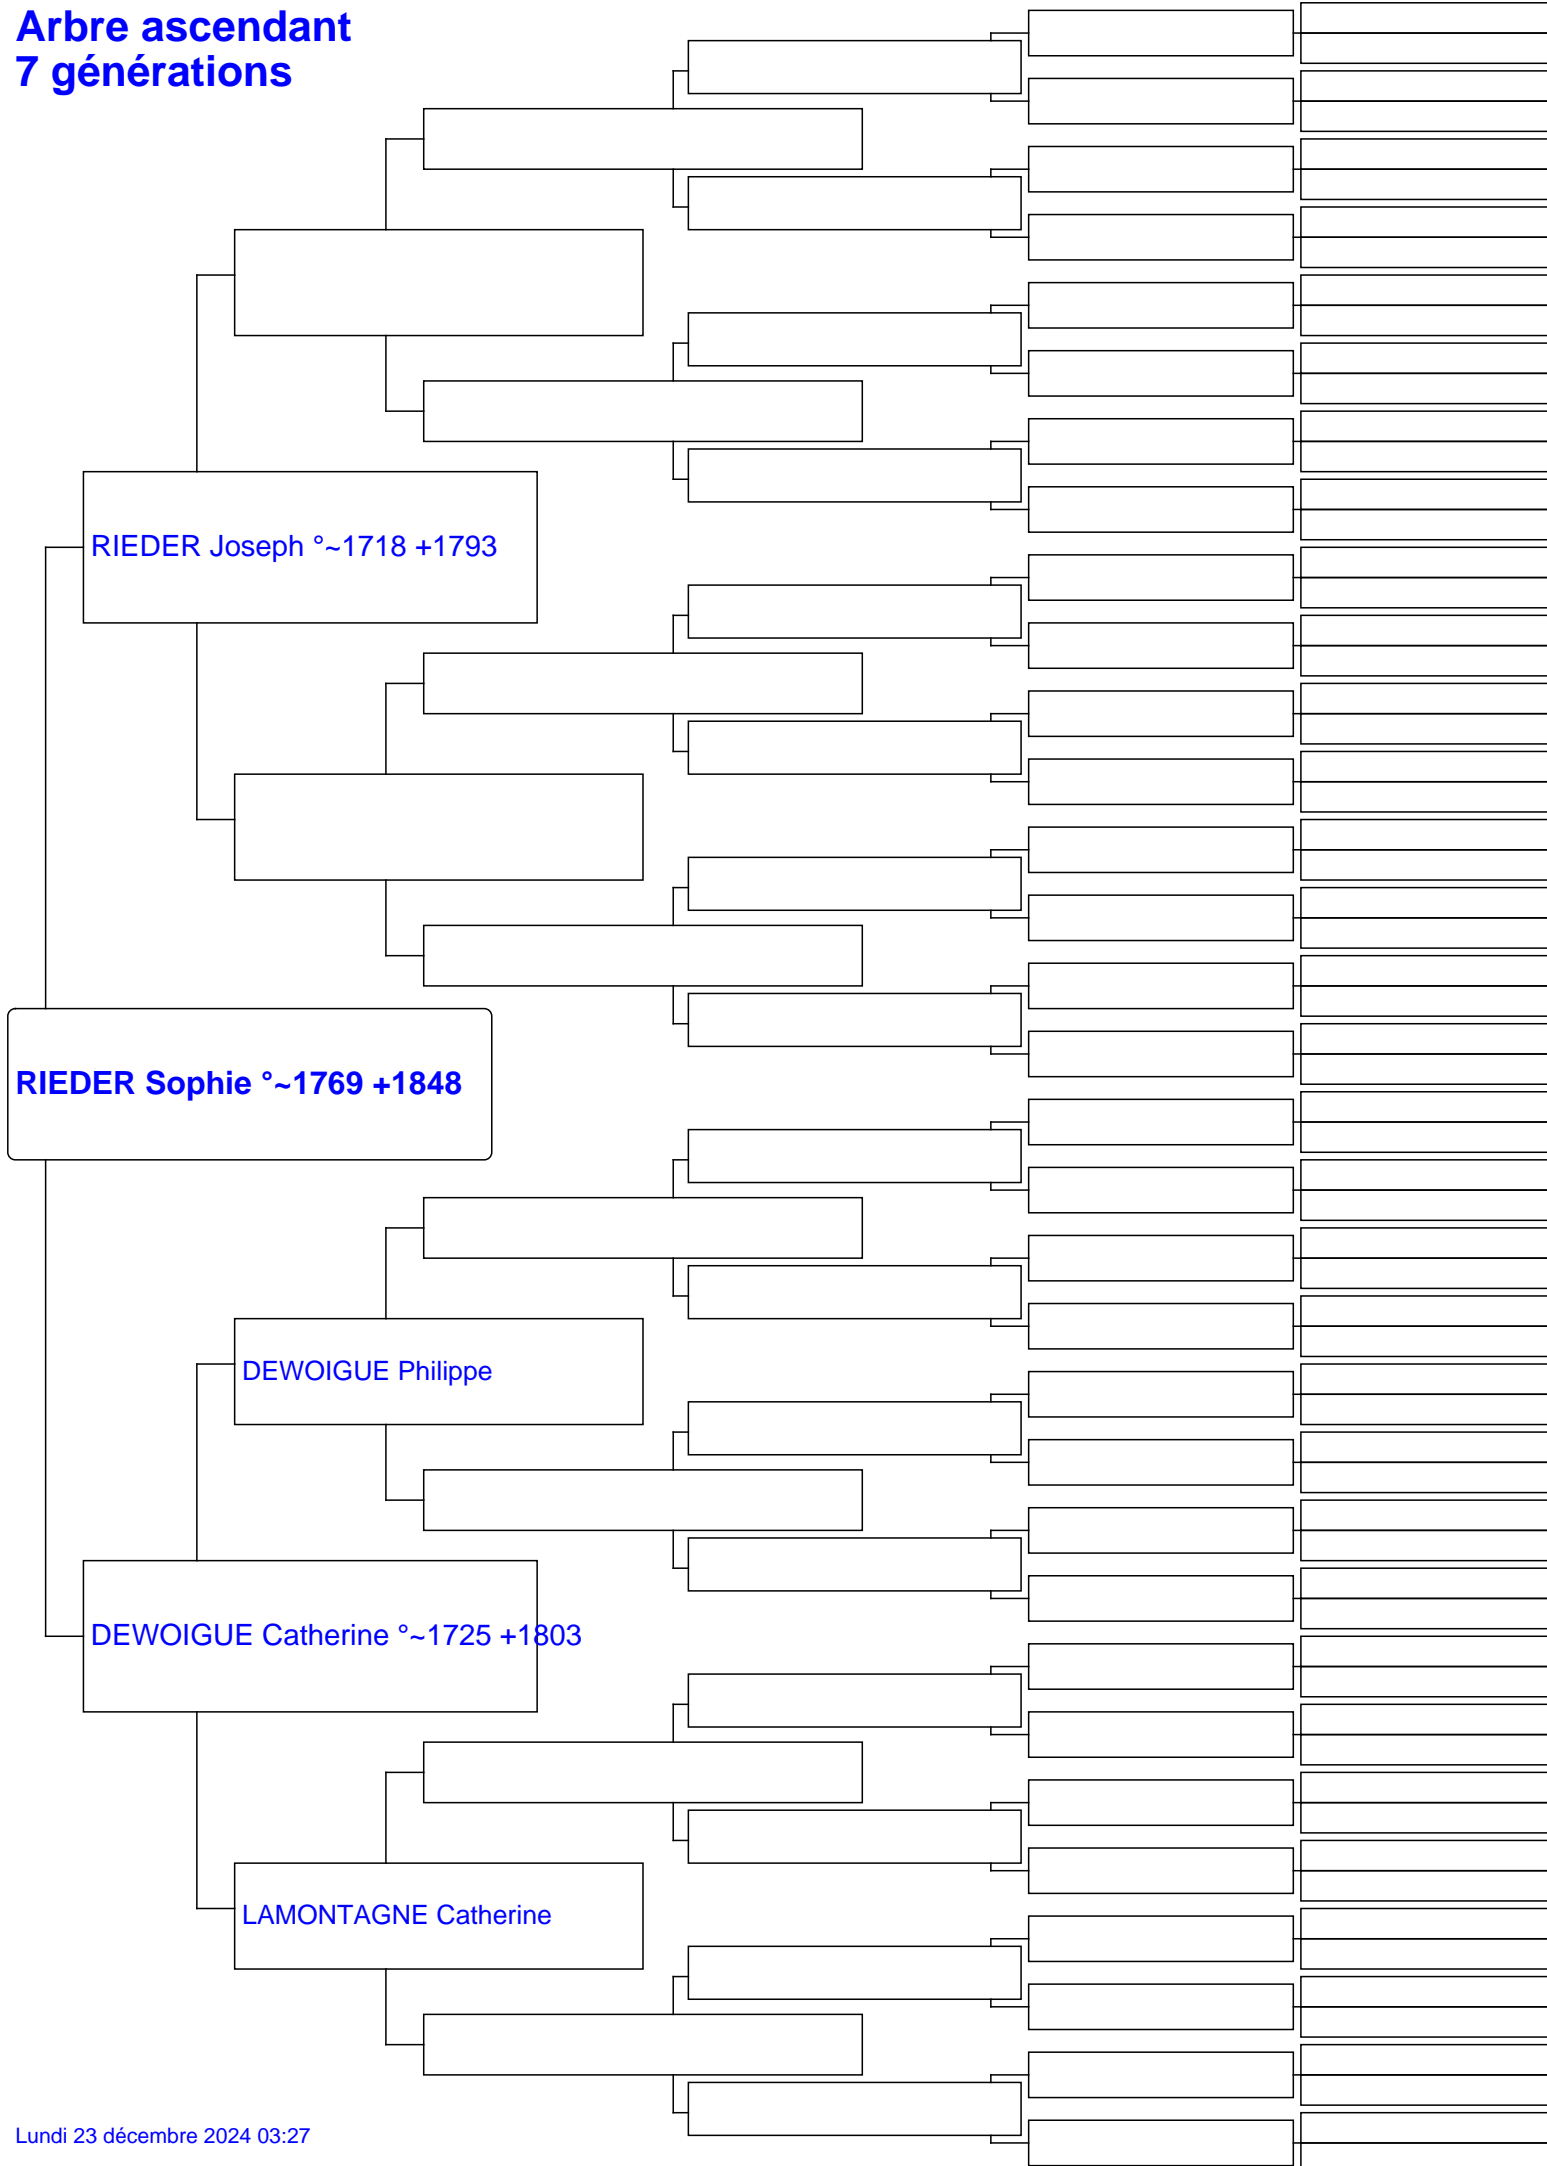 Arbre ascendant
7 générations
RIEDER Joseph °~1718 +1793
RIEDER Sophie °~1769 +1848
DEWOIGUE Philippe
DEWOIGUE Catherine °~1725 +1803
LAMONTAGNE Catherine
Lundi 23 décembre 2024 03:27